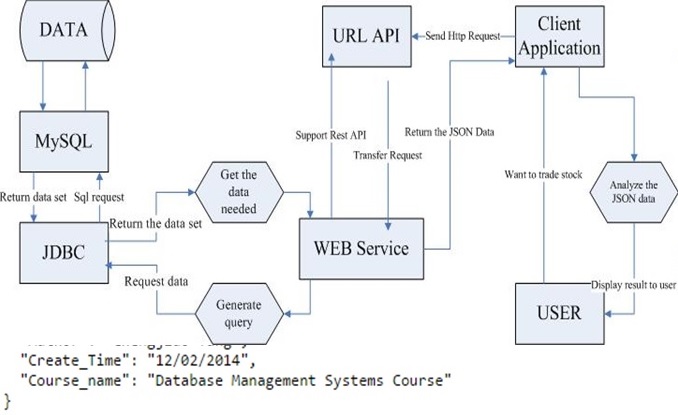 DATA
URL API
Send Http Request
Client
Application
MySQL
Support Rest API
Return the JSON Data
Transfer Request
Get the
data
needed
Want to trade stock
Analyze the
JSON data
Return data set
Sql request
Return the data set
JDBC
WEB Service
Request data
Generate
query
Display result to user
USER
"Create_Time": "12/02/2014",
"Course_name": "Database Management Systems Course"
}